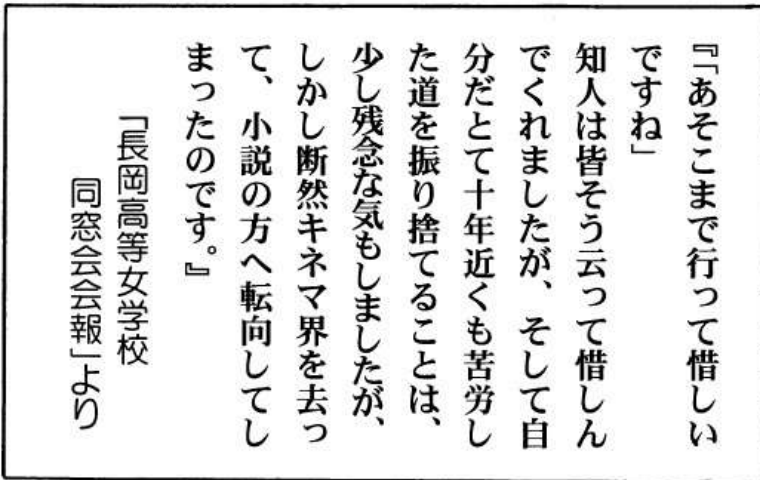 『「あそこまで行って惜しい
ですね」
知人は皆そう云って惜しん
でくれましたが、そして自
分だとて十年近くも苦労し
た道を振り捨てることは、
少し残念な気もしましたが、
しかし断然キネマ界を去っ
て、小説の方へ転向してし
まったのです。』
「長岡高等女学校
同窓会会報」より